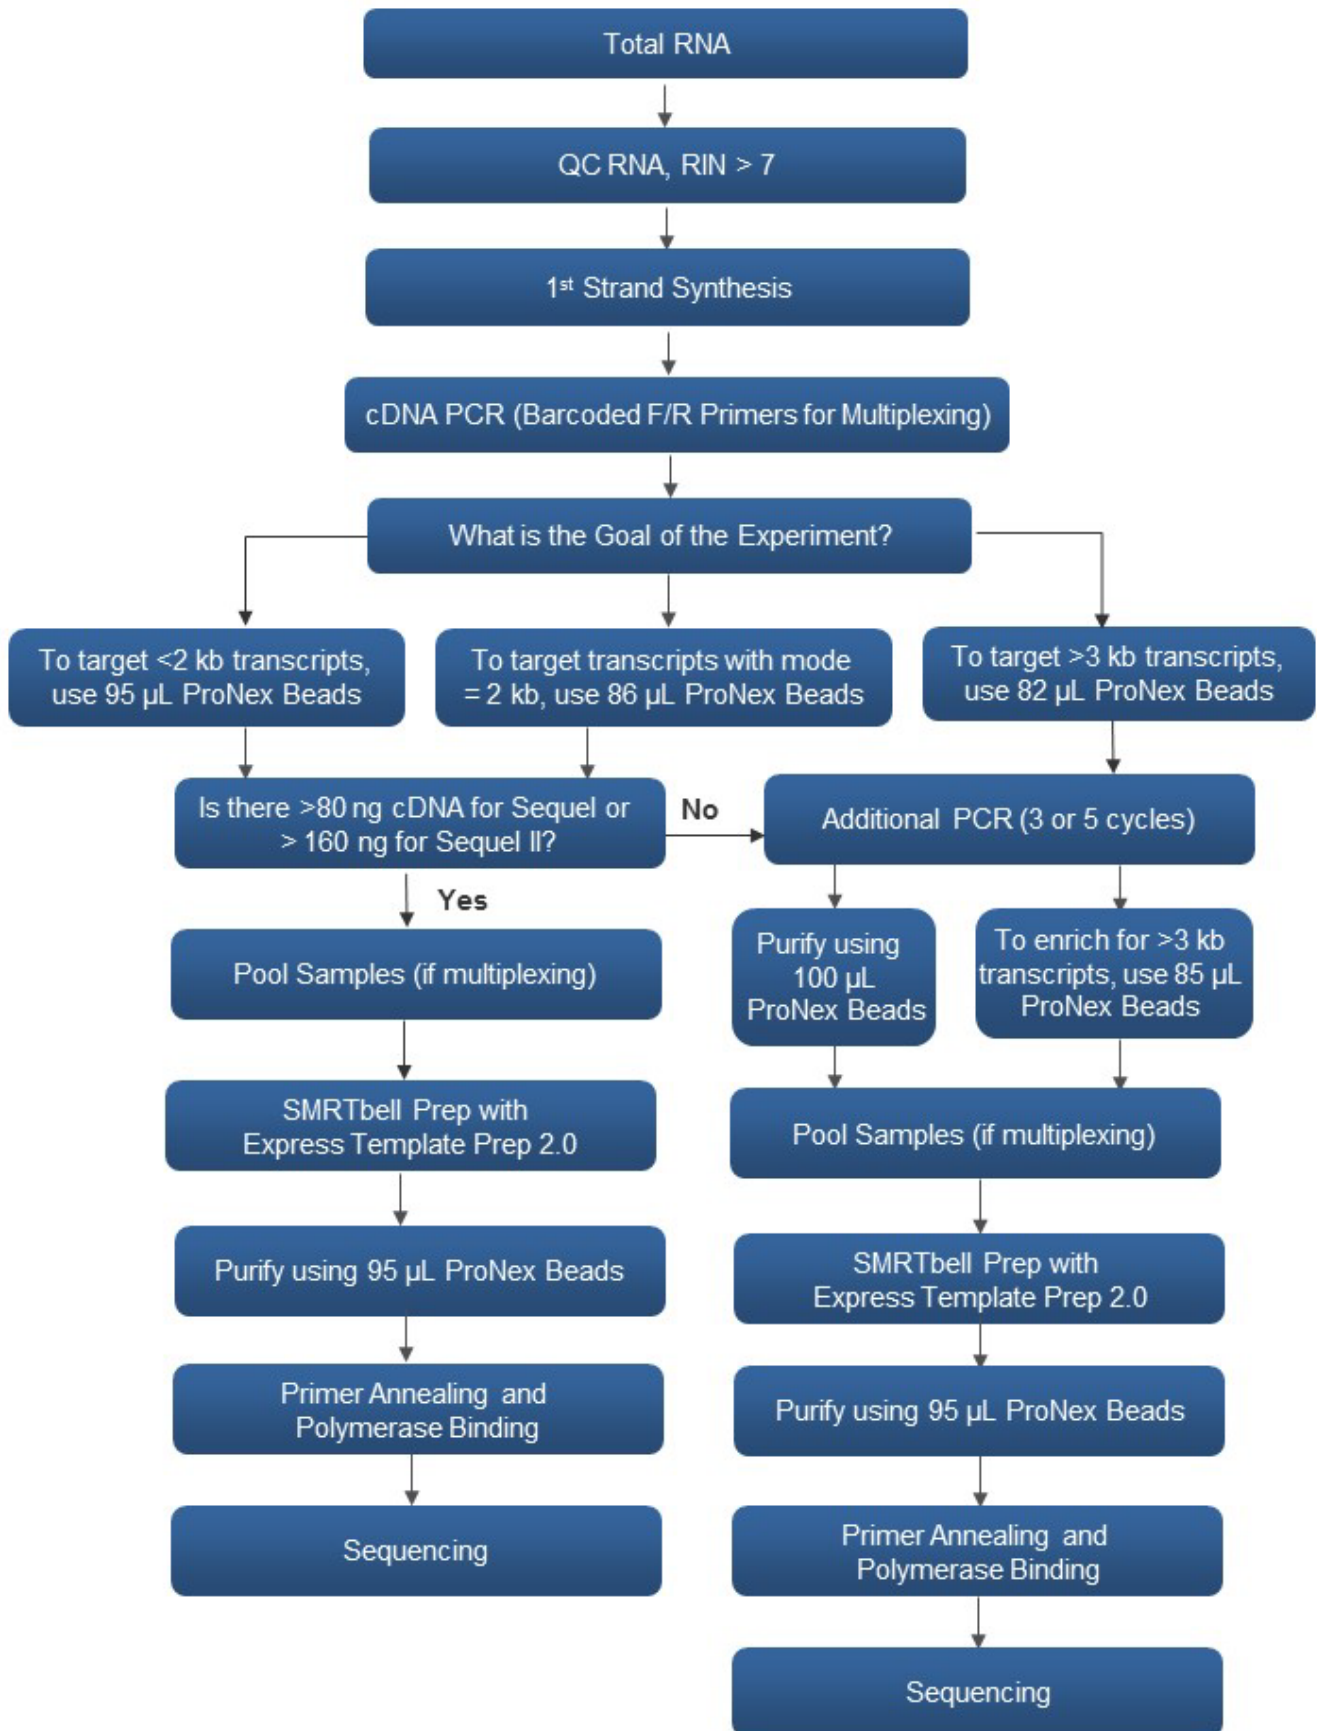 Total RNA
QC RNA, RIN > 7
1st Strand Synthesis
cDNA PCR (Barcoded F/R Primers for Multiplexing)
What is the Goal of the Experiment?
To target <2 kb transcripts,
use 95 µL ProNex Beads
To target transcripts with mode
= 2 kb, use 86 µL ProNex Beads
To target >3 kb transcripts,
use 82 µL ProNex Beads
Is there >80 ng cDNA for Sequel or
> 160 ng for Sequel II?
No
Additional PCR (3 or 5 cycles)
Yes
Pool Samples (if multiplexing)
Purify using
100 µL
ProNex Beads
To enrich for >3 kb
transcripts, use 85 µL
ProNex Beads
SMRTbell Prep with
Express Template Prep 2.0
Pool Samples (if multiplexing)
Purify using 95 µL ProNex Beads
SMRTbell Prep with
Express Template Prep 2.0
Primer Annealing and
Polymerase Binding
Purify using 95 µL ProNex Beads
Sequencing
Primer Annealing and
Polymerase Binding
Sequencing